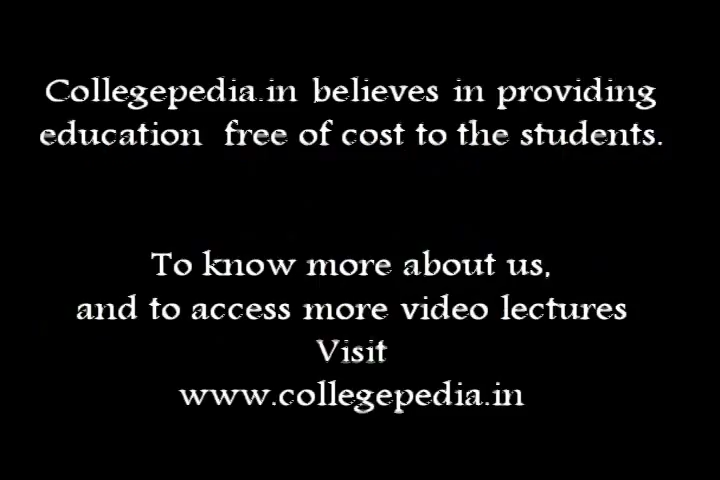 Collegepedia.in believes in providing
education free of cost to the students.
To know more about us,
and to access more video lectures
Visit
www.collegepedia.in